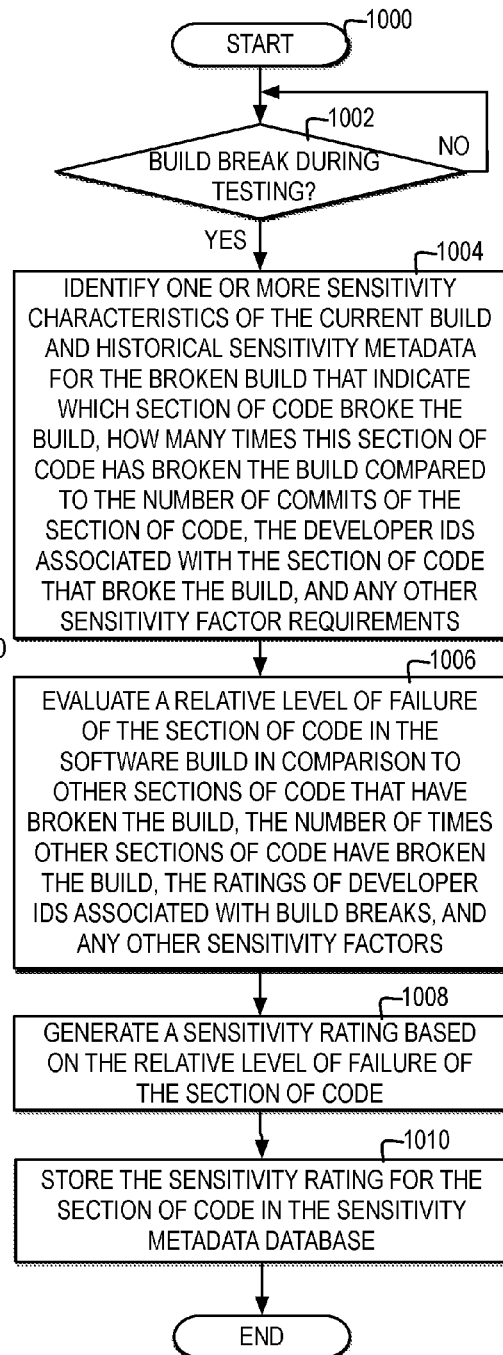 1000
START
1002
NO
BUILD BREAK DURING
TESTING?
YES
1004
IDENTIFY ONE OR MORE SENSITIVITY
CHARACTERISTICS OF THE CURRENT BUILD
AND HISTORICAL SENSITIVITY METADATA
FOR THE BROKEN BUILD THAT INDICATE
WHICH SECTION OF CODE BROKE THE
BUILD, HOW MANY TIMES THIS SECTION OF
CODE HAS BROKEN THE BUILD COMPARED
TO THE NUMBER OF COMMITS OF THE
SECTION OF CODE, THE DEVELOPER IDS
ASSOCIATED WITH THE SECTION OF CODE
THAT BROKE THE BUILD, AND ANY OTHER
SENSITIVITY FACTOR REQUIREMENTS
0
1006
EVALUATE A RELATIVE LEVEL OF FAILURE
OF THE SECTION OF CODE IN THE
SOFTWARE BUILD IN COMPARISON TO
OTHER SECTIONS OF CODE THAT HAVE
BROKEN THE BUILD, THE NUMBER OF TIMES
OTHER SECTIONS OF CODE HAVE BROKEN
THE BUILD, THE RATINGS OF DEVELOPER
IDS ASSOCIATED WITH BUILD BREAKS, AND
ANY OTHER SENSITIVITY FACTORS
1008
GENERATE A SENSITIVITY RATING BASED
ON THE RELATIVE LEVEL OF FAILURE OF
THE SECTION OF CODE
1010
STORE THE SENSITIVITY RATING FOR THE
SECTION OF CODE IN THE SENSITIVITY
METADATA DATABASE
END